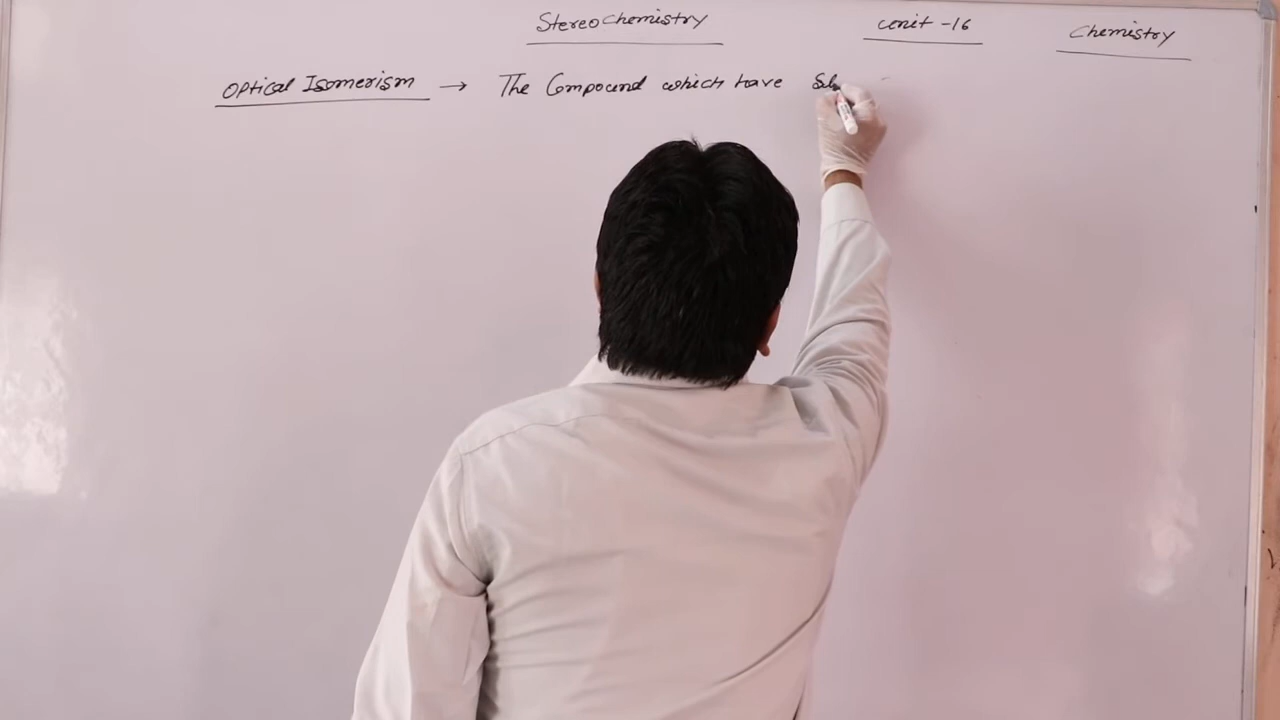 Stereochemistry Unit -16 Chemistry
Optical Isomerism → The Compound which have